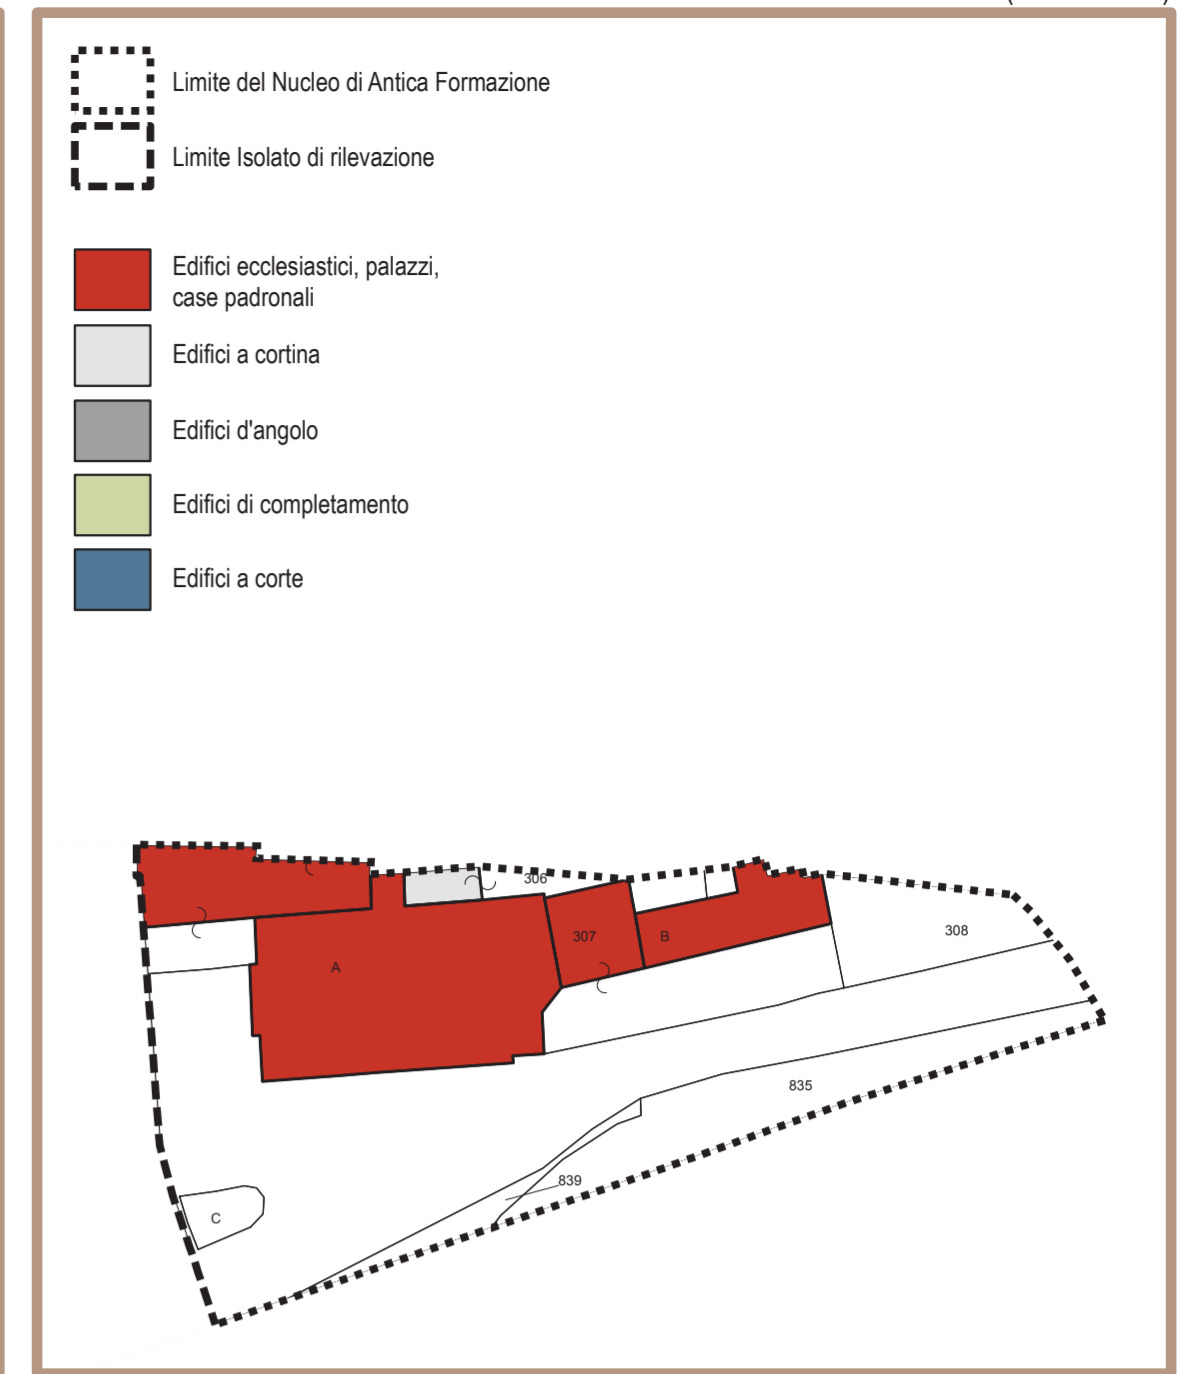 Limite del Nucleo di Antica Formazione
Limite Isolato di rilevazione
Edifici ecclesiastici, palazzi,
case padronali
Edifici a cortina
Edifici d'angolo
Edifici di completamento
Edifici a corte
306
307
B
308
A
835
839
C